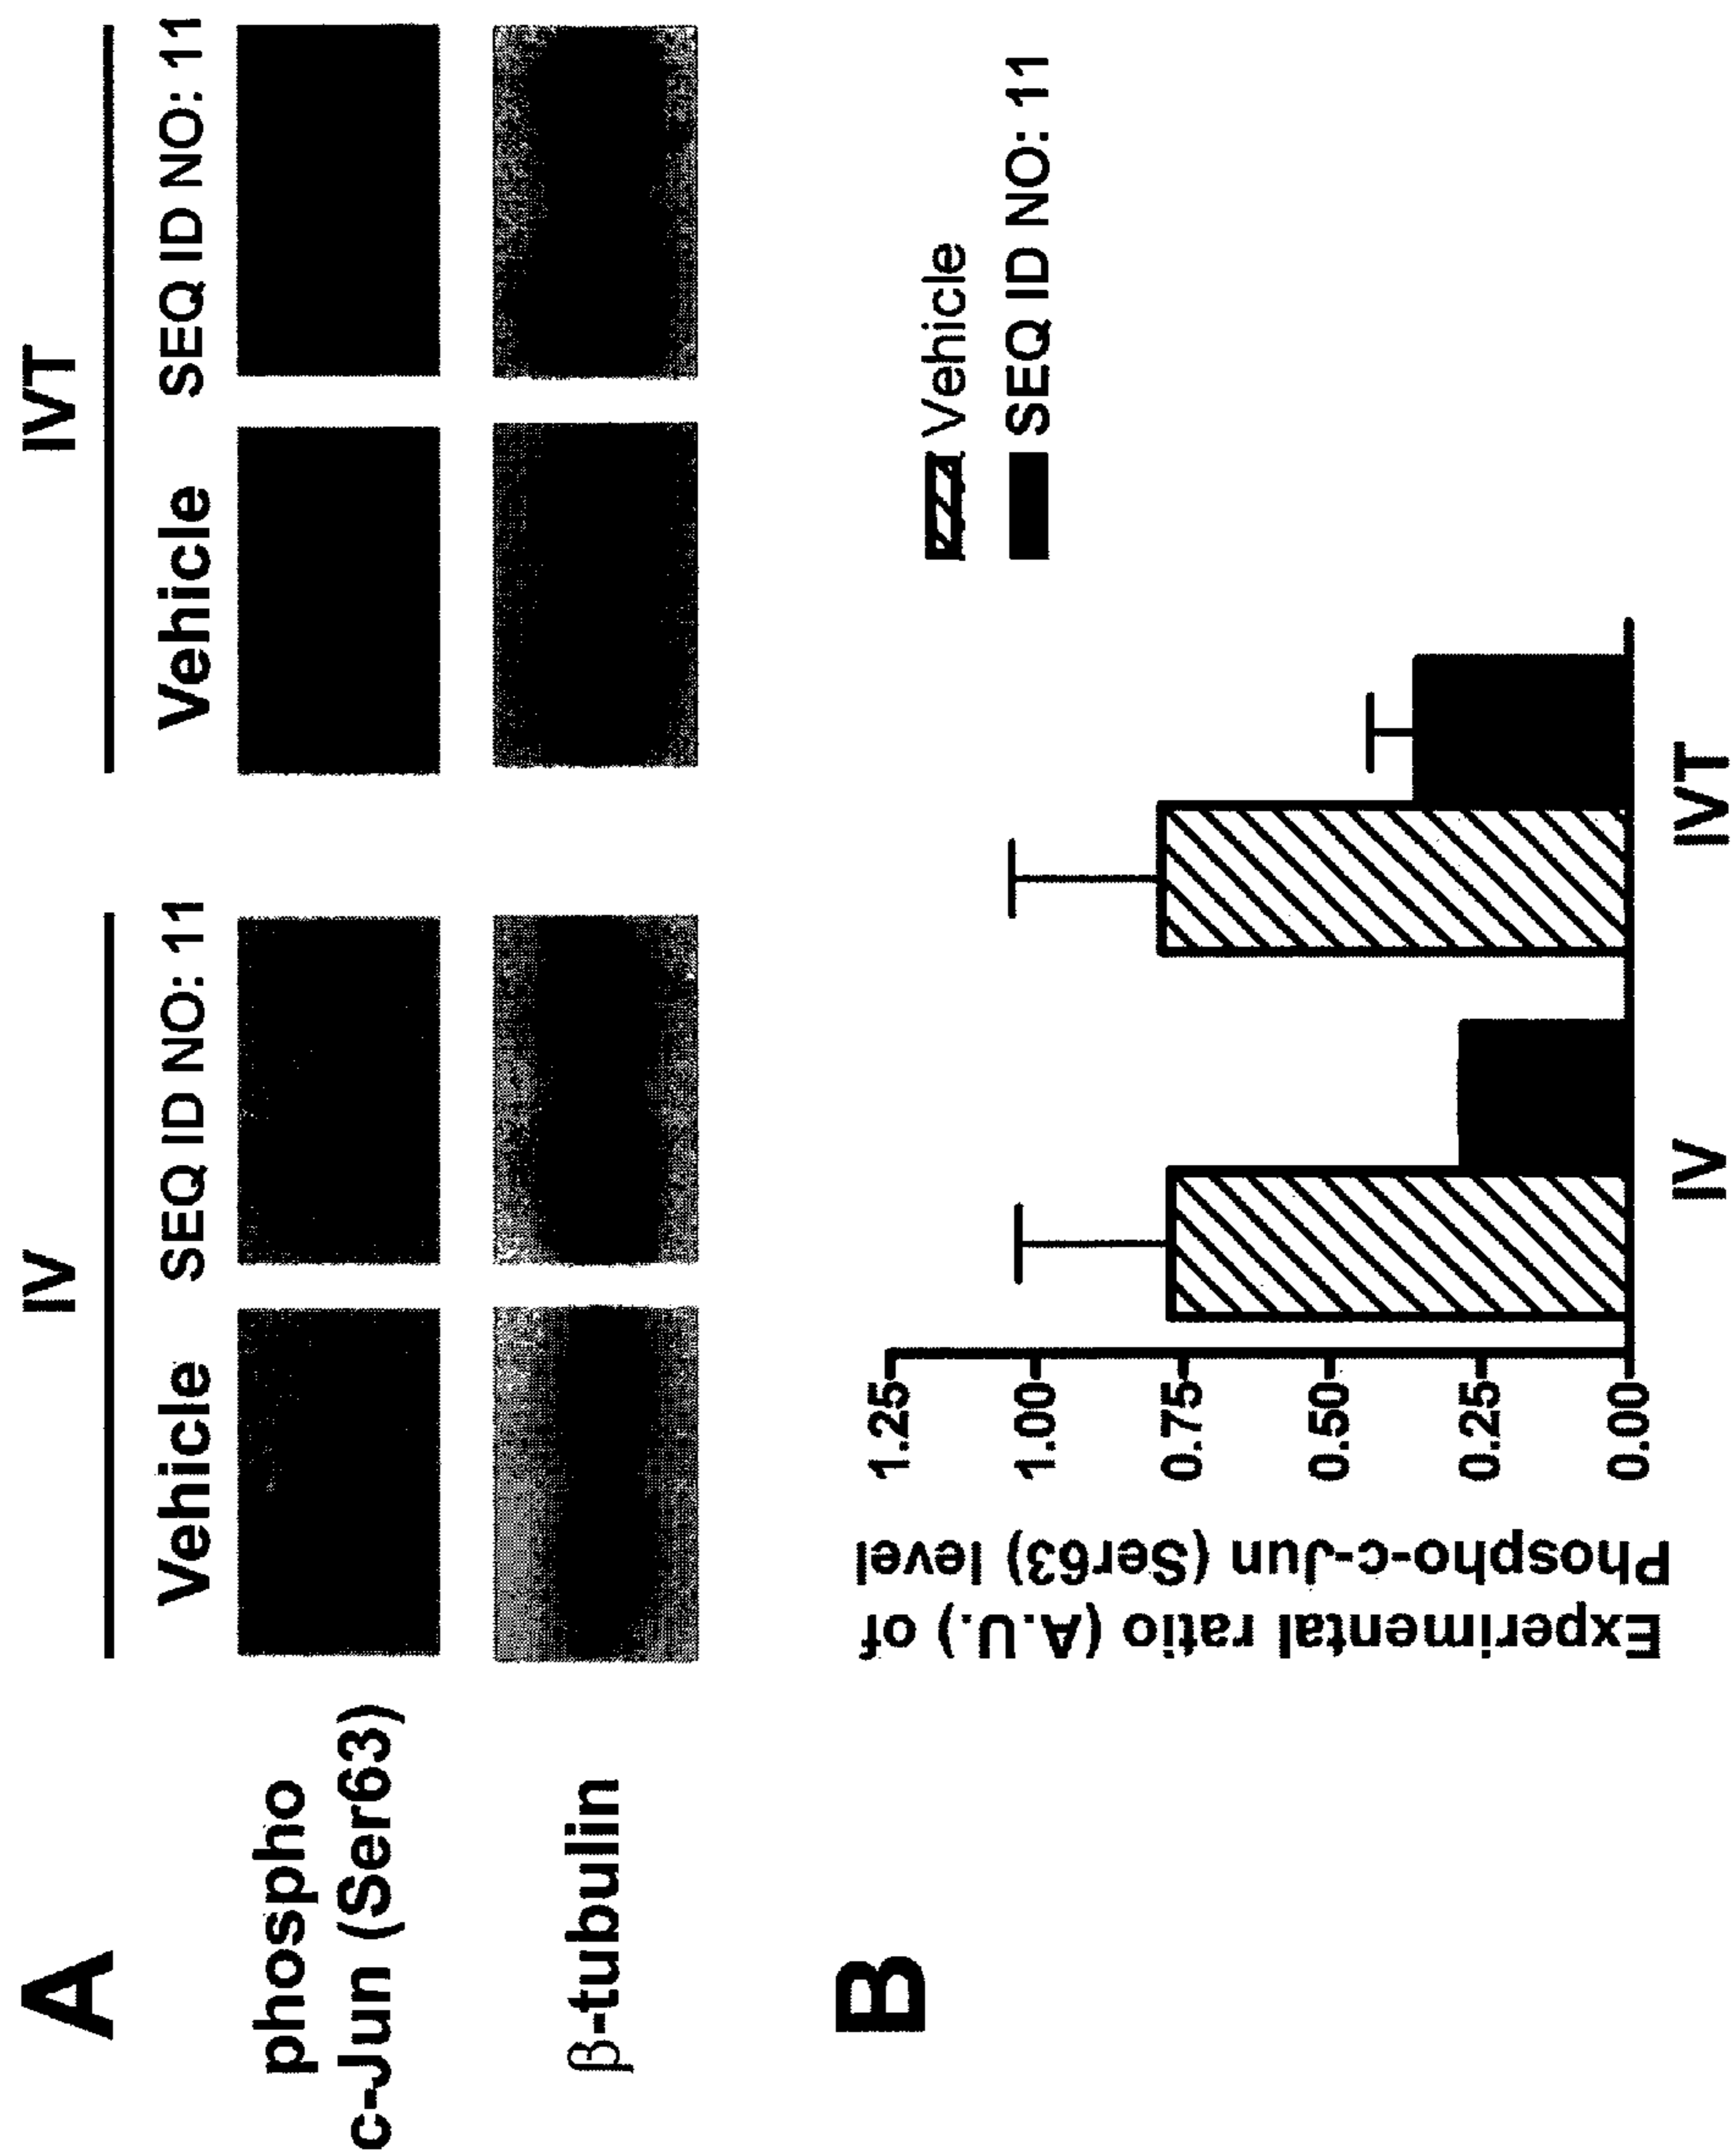 A
IV
IVT
Vehicle
SEQ ID NO: 11
Vehicle
SEQ ID NO: 11
phospho
c-Jun (Ser63)
β-tubulin
B
Experimental ratio (A.U.) of
Phospho-c-Jun (Ser63) level
1.25
1.00
0.75
0.50
0.25
0.00
IV
IVT
Vehicle
SEQ ID NO: 11